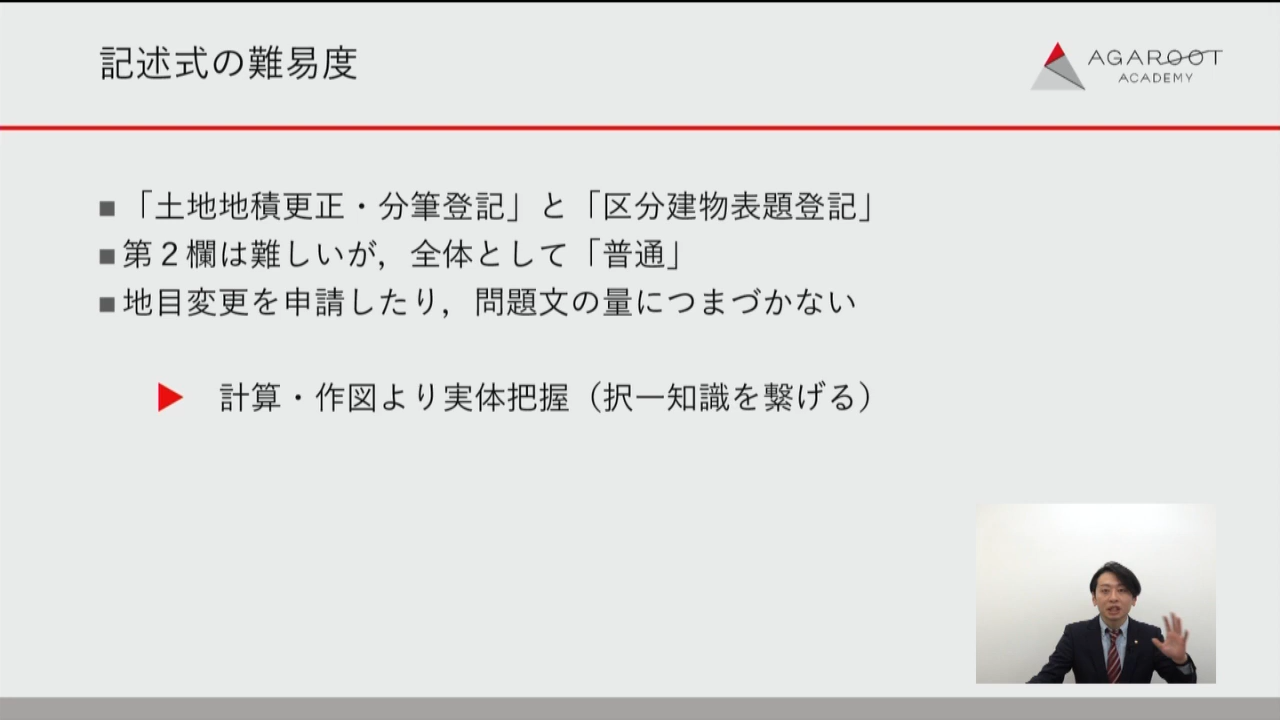 記述式の難易度
AGAROOT
ACADEMY
■「土地地積更正・分筆登記」と「区分建物表題登記」
■第２欄は難しいが，全体として「普通」
■地目変更を申請したり，問題文の量につまづかない
▶ 計算・作図より実体把握（択一知識を繋げる）